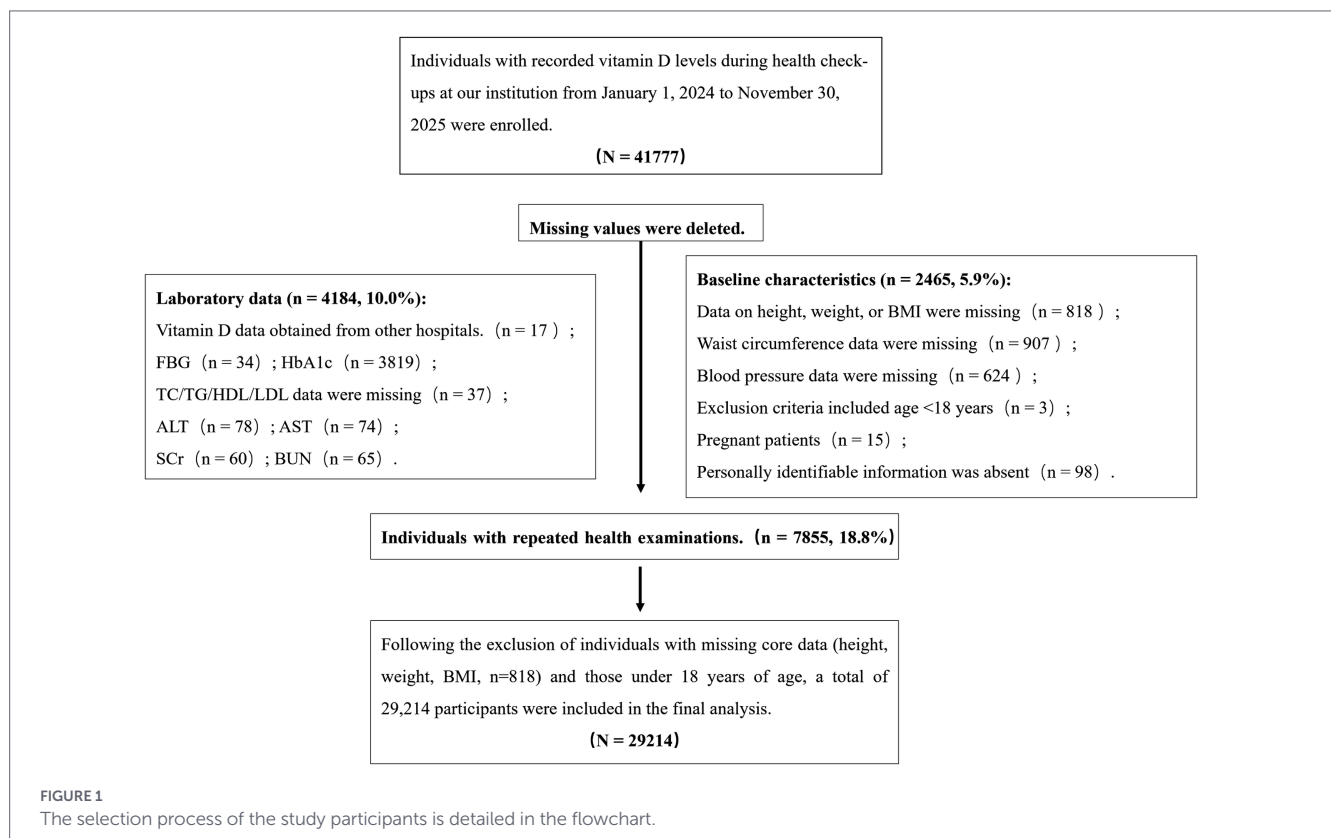 Individuals with recorded vitamin D levels during health check-
ups at our institution from January 1, 2024 to November 30,
2025 were enrolled.
(N = 41777)
Missing values were deleted.
Laboratory data (n = 4184, 10.0%):
Vitamin D data obtained from other hospitals.（n = 17 ）;
FBG（n = 34）; HbA1c（n = 3819）;
TC/TG/HDL/LDL data were missing（n = 37）;
ALT（n = 78）; AST（n = 74）;
SCr（n = 60）; BUN（n = 65）.
Baseline characteristics (n = 2465, 5.9%):
Data on height, weight, or BMI were missing（n = 818 ）;
Waist circumference data were missing（n = 907 ）;
Blood pressure data were missing（n = 624 ）;
Exclusion criteria included age <18 years（n = 3）;
Pregnant patients（n = 15）;
Personally identifiable information was absent（n = 98）.
Individuals with repeated health examinations.（n = 7855, 18.8%）
Following the exclusion of individuals with missing core data (height,
weight, BMI, n=818) and those under 18 years of age, a total of
29,214 participants were included in the final analysis.
(N = 29214)
FIGURE 1
The selection process of the study participants is detailed in the flowchart.